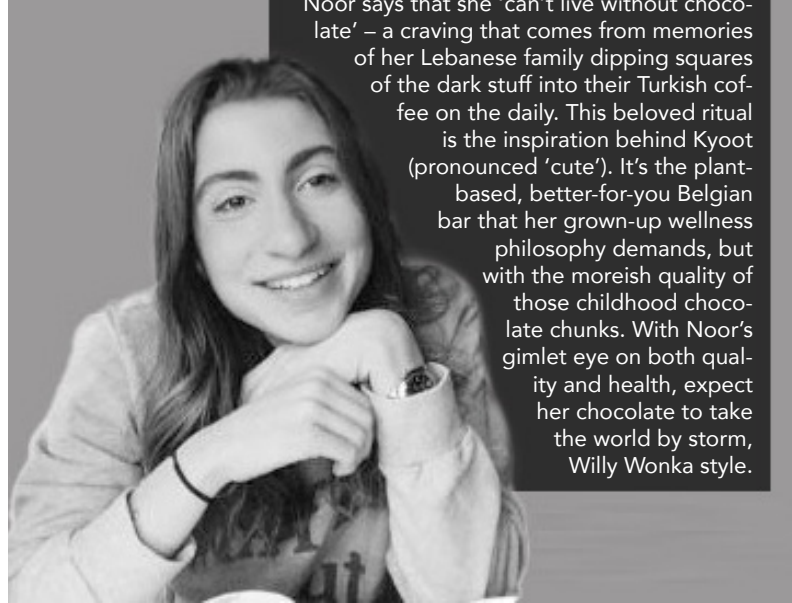 Noor says that she ‘can’t live without choco-
late’ – a craving that comes from memories
of her Lebanese family dipping squares
of the dark stuff into their Turkish cof-
fee on the daily. This beloved ritual
is the inspiration behind Kyoot
(pronounced ‘cute’). It’s the plant-
based, better-for-you Belgian
bar that her grown-up wellness
philosophy demands, but
with the moreish quality of
those childhood choco-
late chunks. With Noor’s
gimlet eye on both qual-
ity and health, expect
her chocolate to take
the world by storm,
Willy Wonka style.